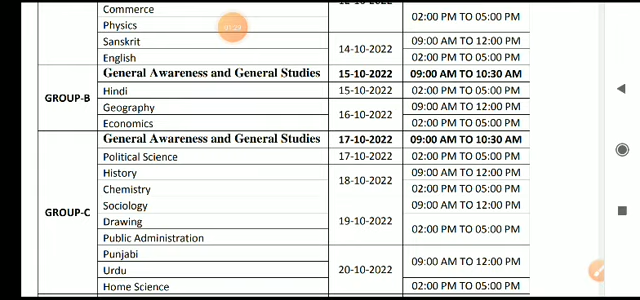 Commerce
Physics 02:00 PM TO 05:00 PM
Sanskrit 14-10-2022 09:00 AM TO 12:00 PM
English 02:00 PM TO 05:00 PM
GROUP-B General Awareness and General Studies 15-10-2022 09:00 AM TO 10:30 AM
Hindi 15-10-2022 02:00 PM TO 05:00 PM
Geography 16-10-2022 09:00 AM TO 12:00 PM
Economics 02:00 PM TO 05:00 PM
GROUP-C General Awareness and General Studies 17-10-2022 09:00 AM TO 10:30 AM
Political Science 17-10-2022 02:00 PM TO 05:00 PM
History 18-10-2022 09:00 AM TO 12:00 PM
Chemistry 02:00 PM TO 05:00 PM
Sociology 19-10-2022 09:00 AM TO 12:00 PM
Drawing 02:00 PM TO 05:00 PM
Public Administration
Punjabi 20-10-2022 09:00 AM TO 12:00 PM
Urdu
Home Science 02:00 PM TO 05:00 PM